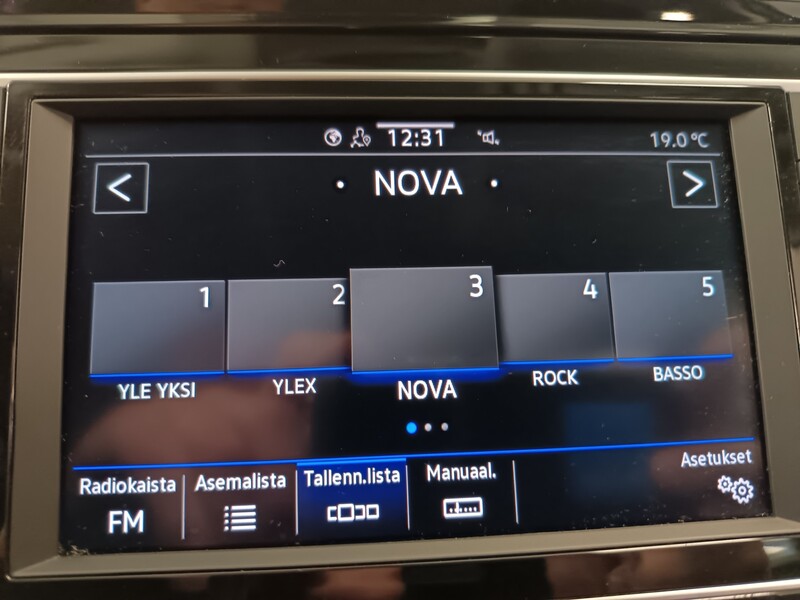 12:31 19.0 °C
< • NOVA • >
1 2 3 4 5
YLE YKSI YLEX NOVA ROCK BASSO
Radiokaista Asemalista Tallenn.lista Manuaal. Asetukset
FM